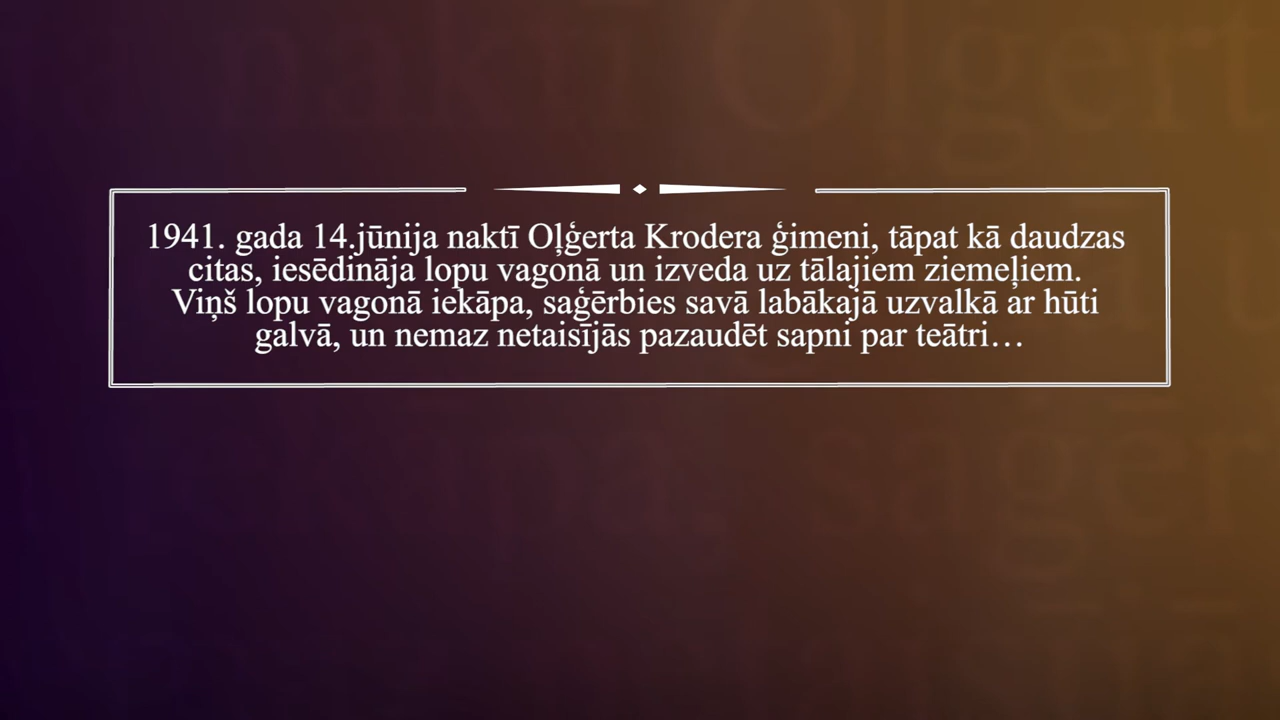 1941. gada 14.jūnija naktī Oļģerta Krodera ģimeni, tāpat kā daudzas
citas, iesēdināja lopu vagonā un izveda uz tālajiem ziemeļiem.
Viņš lopu vagonā iekāpa, saģērbies savā labākajā uzvalkā ar hūti
galvā, un nemaz netaisījās pazaudēt sapni par teātri…